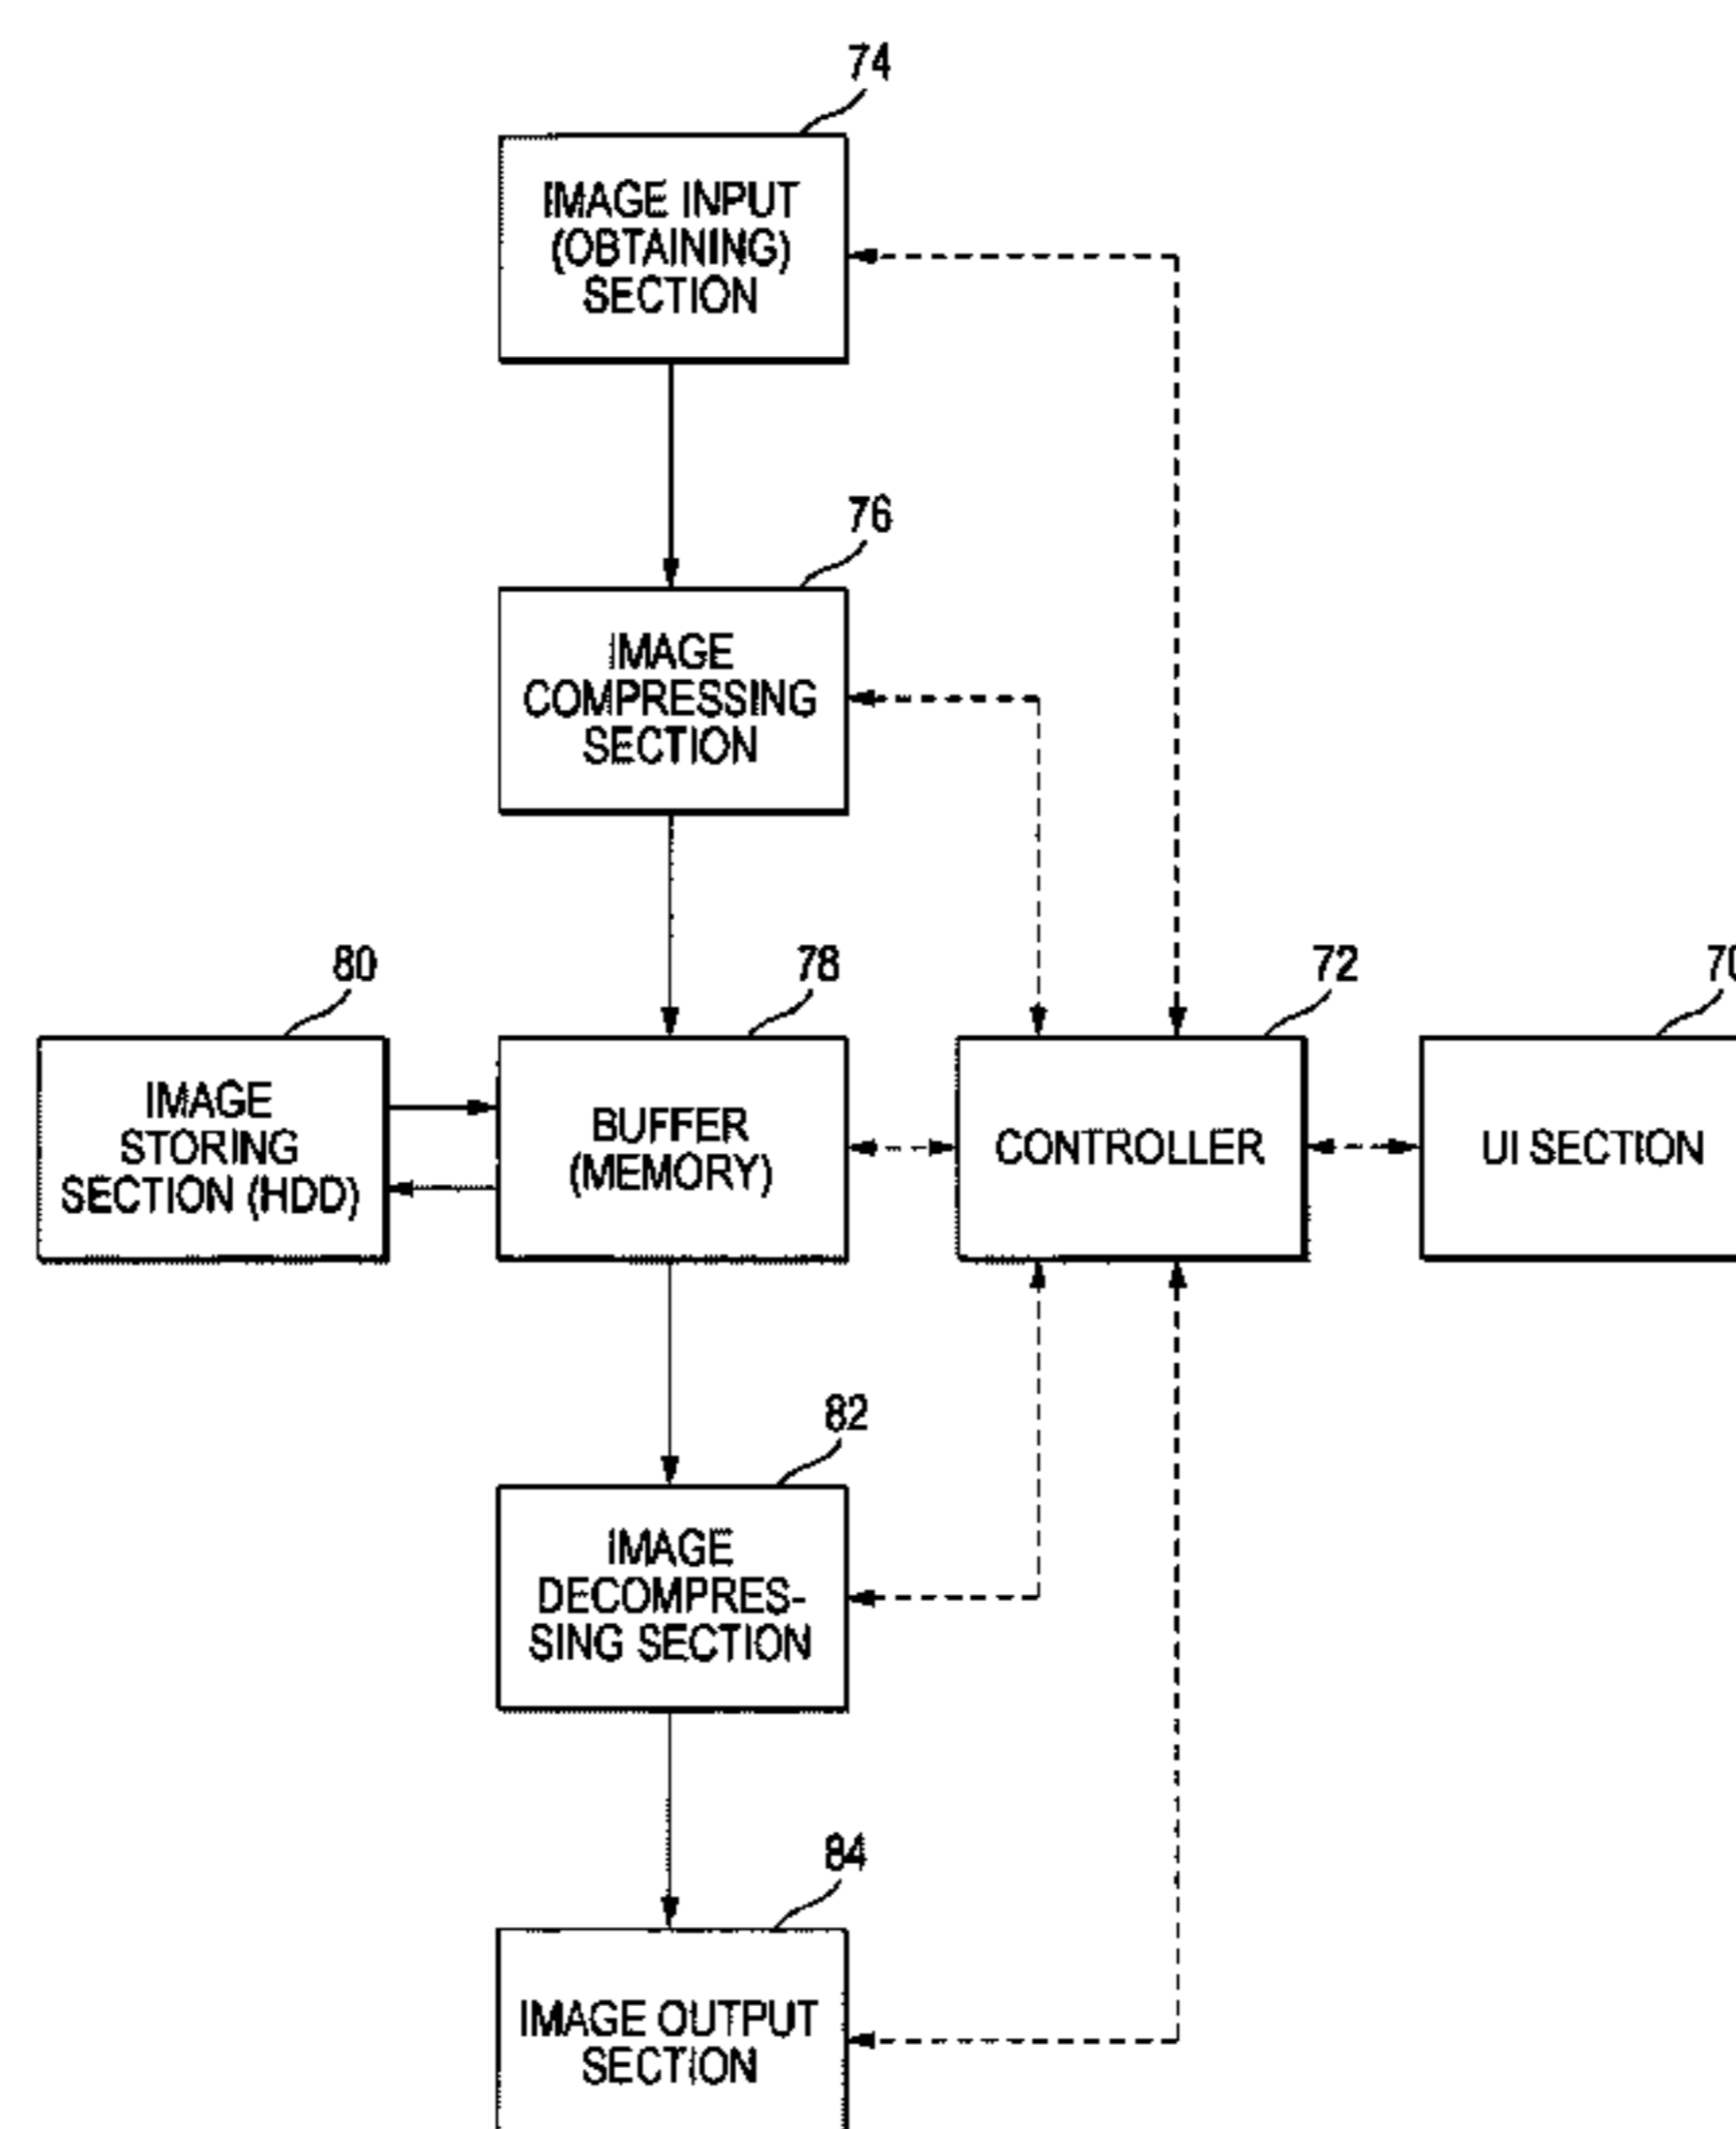 74
IMAGE INPUT
(OBTAINING)
SECTION
76
IMAGE
COMPRESSING
SECTION
80
78
72
70
IMAGE
STORING
SECTION (HDD)
BUFFER
(MEMORY)
CONTROLLER
UI SECTION
82
IMAGE
DECOMPRES-
SING SECTION
84
IMAGE OUTPUT
SECTION